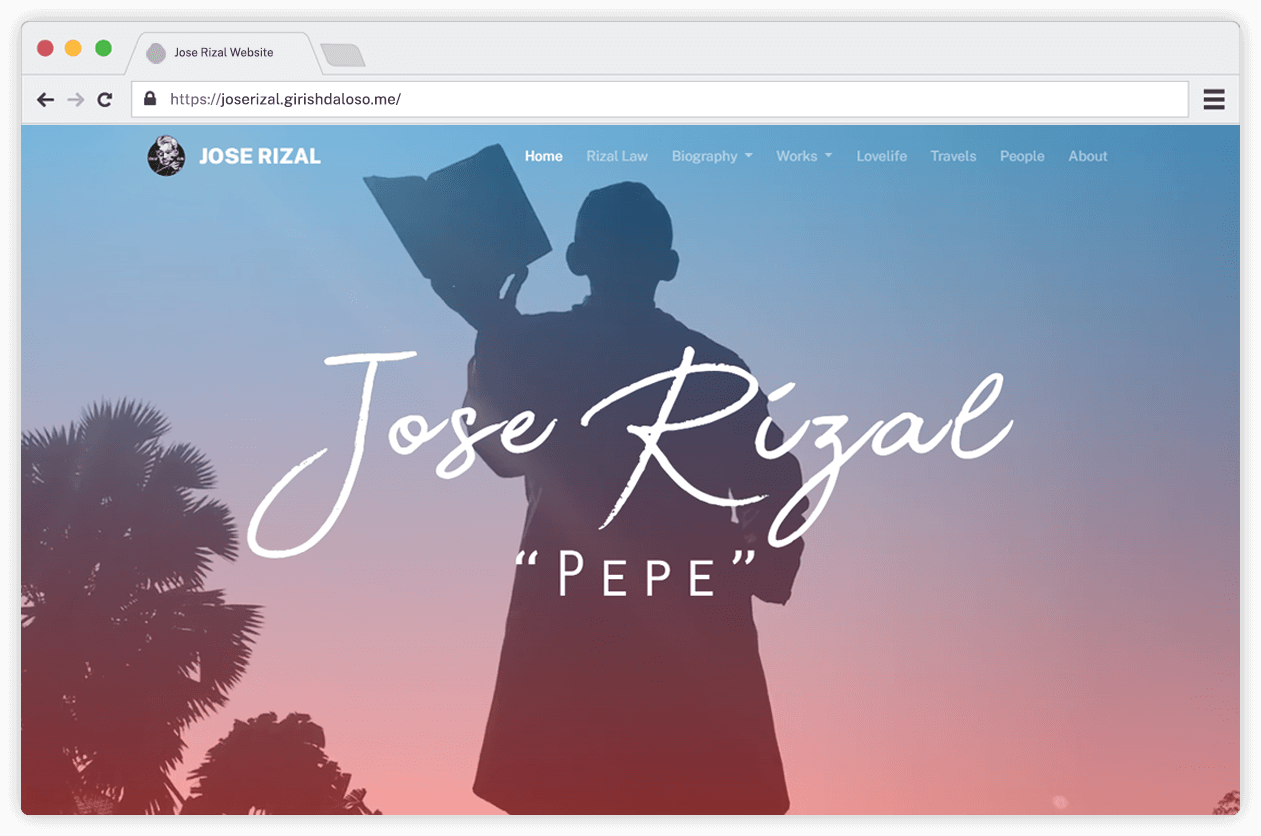 Jose Rizal Website
https://joserizal.girishdaloso.me/
JOSE RIZAL
Home Rizal Law Biography Works Lovelife Travels People About
Jose Rizal
“PEPE”